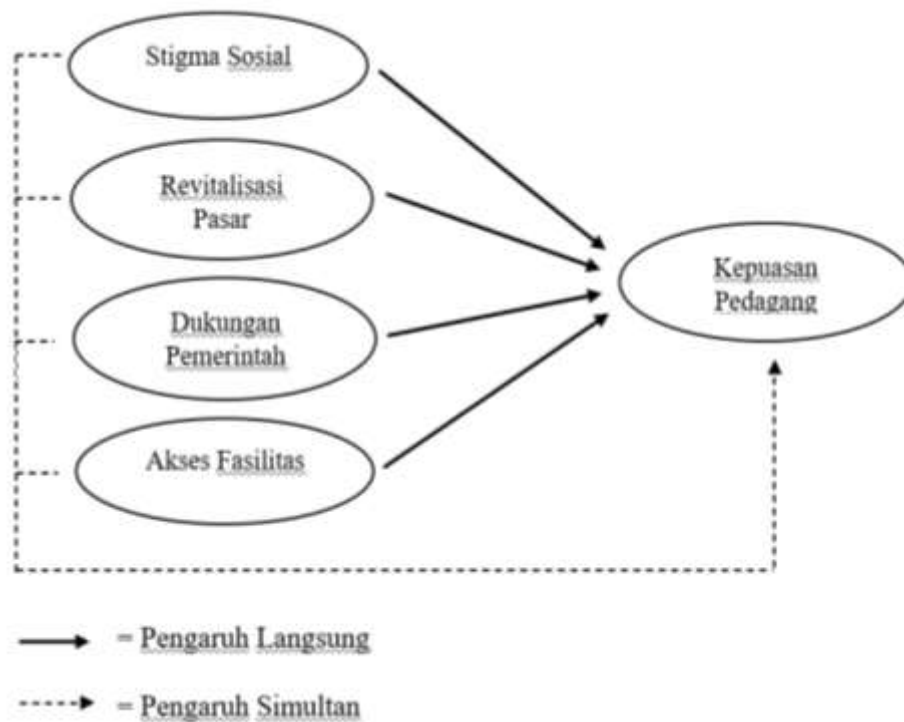 Stigma Sosial
Revitalisasi
Pasar
Dukungan
Pemerintah
Akses Fasilitas
Kepuasan
Pedagang
= Pengaruh Langsung
= Pengaruh Simultan